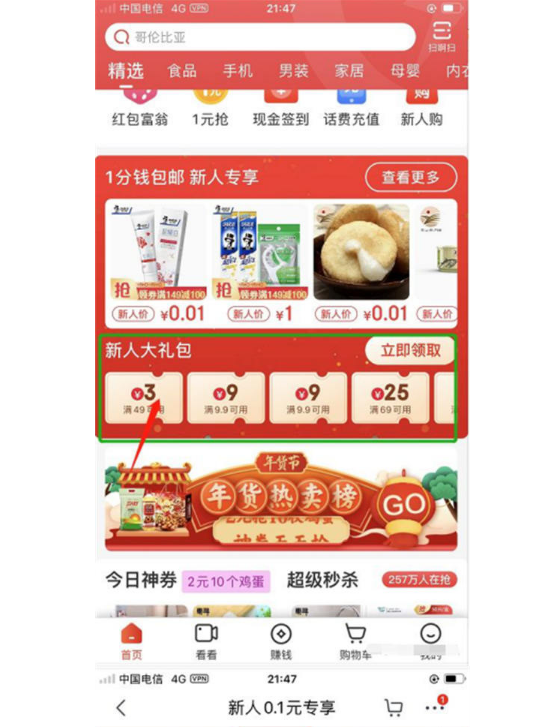 中国电信 4G VPN 21:47
哥伦比亚
扫啊扫
精选 食品 手机 男装 家居 母婴 内衣
红包富翁 1元抢 现金签到 话费充值 新人购
1分钱包邮 新人专享 查看更多
抢 领券满149减100 抢 领券满149减100
新人价 ¥0.01 新人价 ¥1 新人价 ¥0.01 新人价
新人大礼包 立即领取
¥3 ¥9 ¥9 ¥25
满49可用 满9.9可用 满9.9可用 满69可用
年货节
年货热卖榜 GO
今日神券 2元10个鸡蛋 超级秒杀 257万人在抢
首页 看看 赚钱 购物车
中国电信 4G VPN 21:47
新人0.1元专享 1